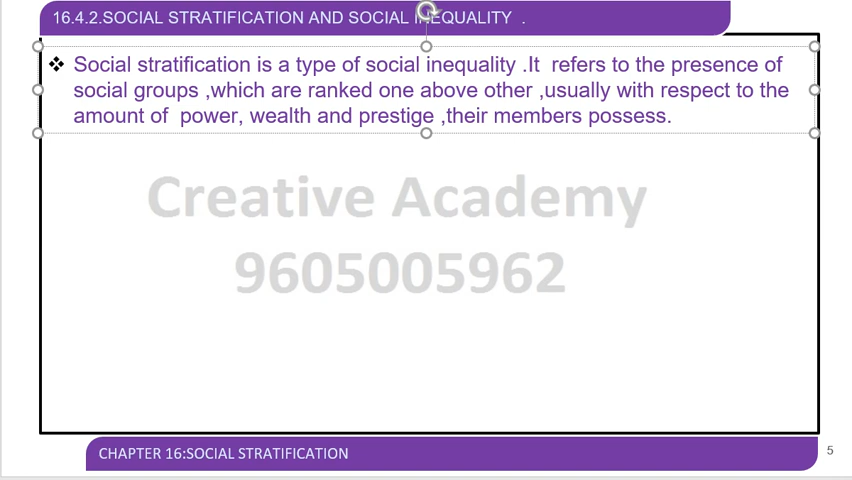 16.4.2.SOCIAL STRATIFICATION AND SOCIAL INEQUALITY .
❖ Social stratification is a type of social inequality .It refers to the presence of
social groups ,which are ranked one above other ,usually with respect to the
amount of power, wealth and prestige ,their members possess.
Creative Academy
9605005962
CHAPTER 16:SOCIAL STRATIFICATION
5